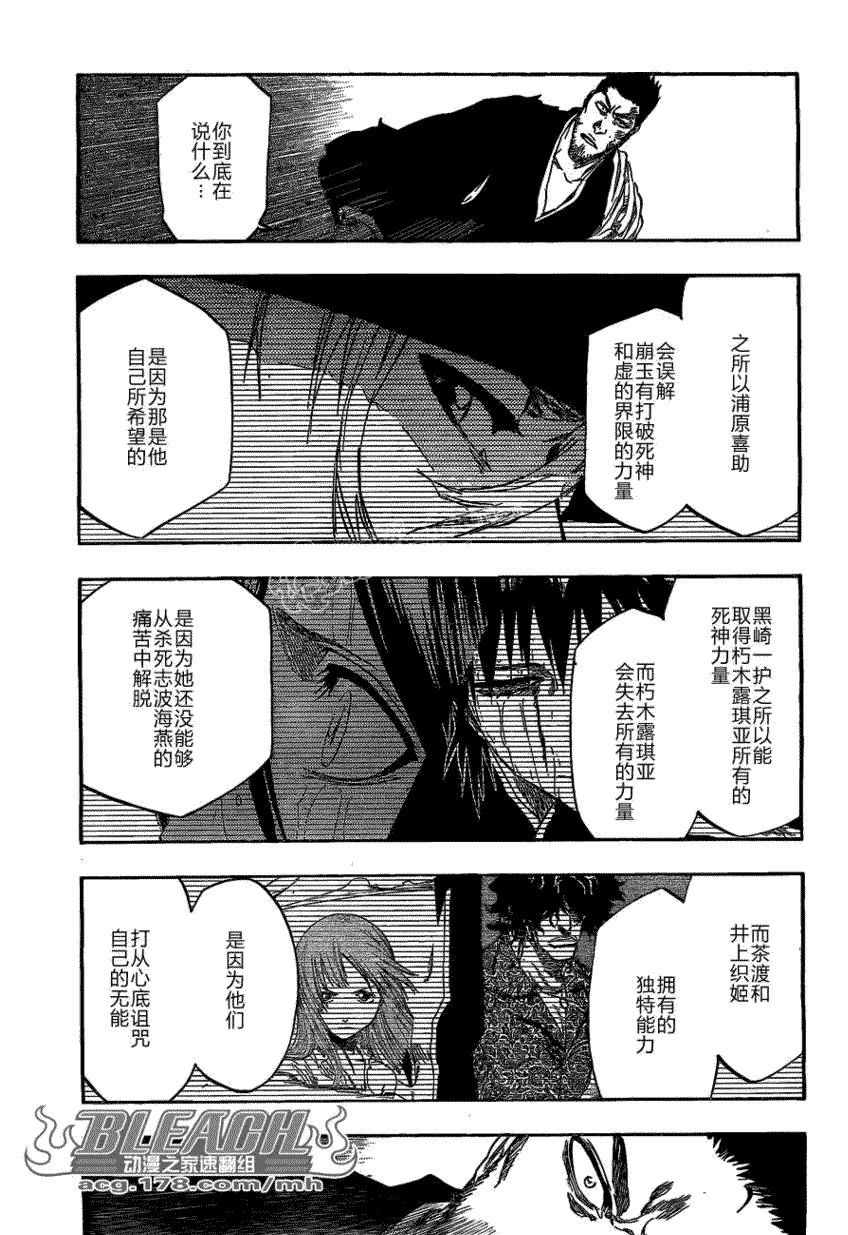 你到底在
说什么…
之所以浦原喜助
会误解
崩玉有打破死神
和虚的界限的力量
是因为那是他
自己所希望的
黑崎一护之所以能
取得朽木露琪亚所有的
死神力量
而朽木露琪亚
会失去所有的力量
是因为她还没能够
从杀死志波海燕的
痛苦中解脱
而茶渡和
井上织姬
拥有的
独特能力
是因为他们
打从心底诅咒
自己的无能
BLEACH
动漫之家速翻组
acg.178.com/mh